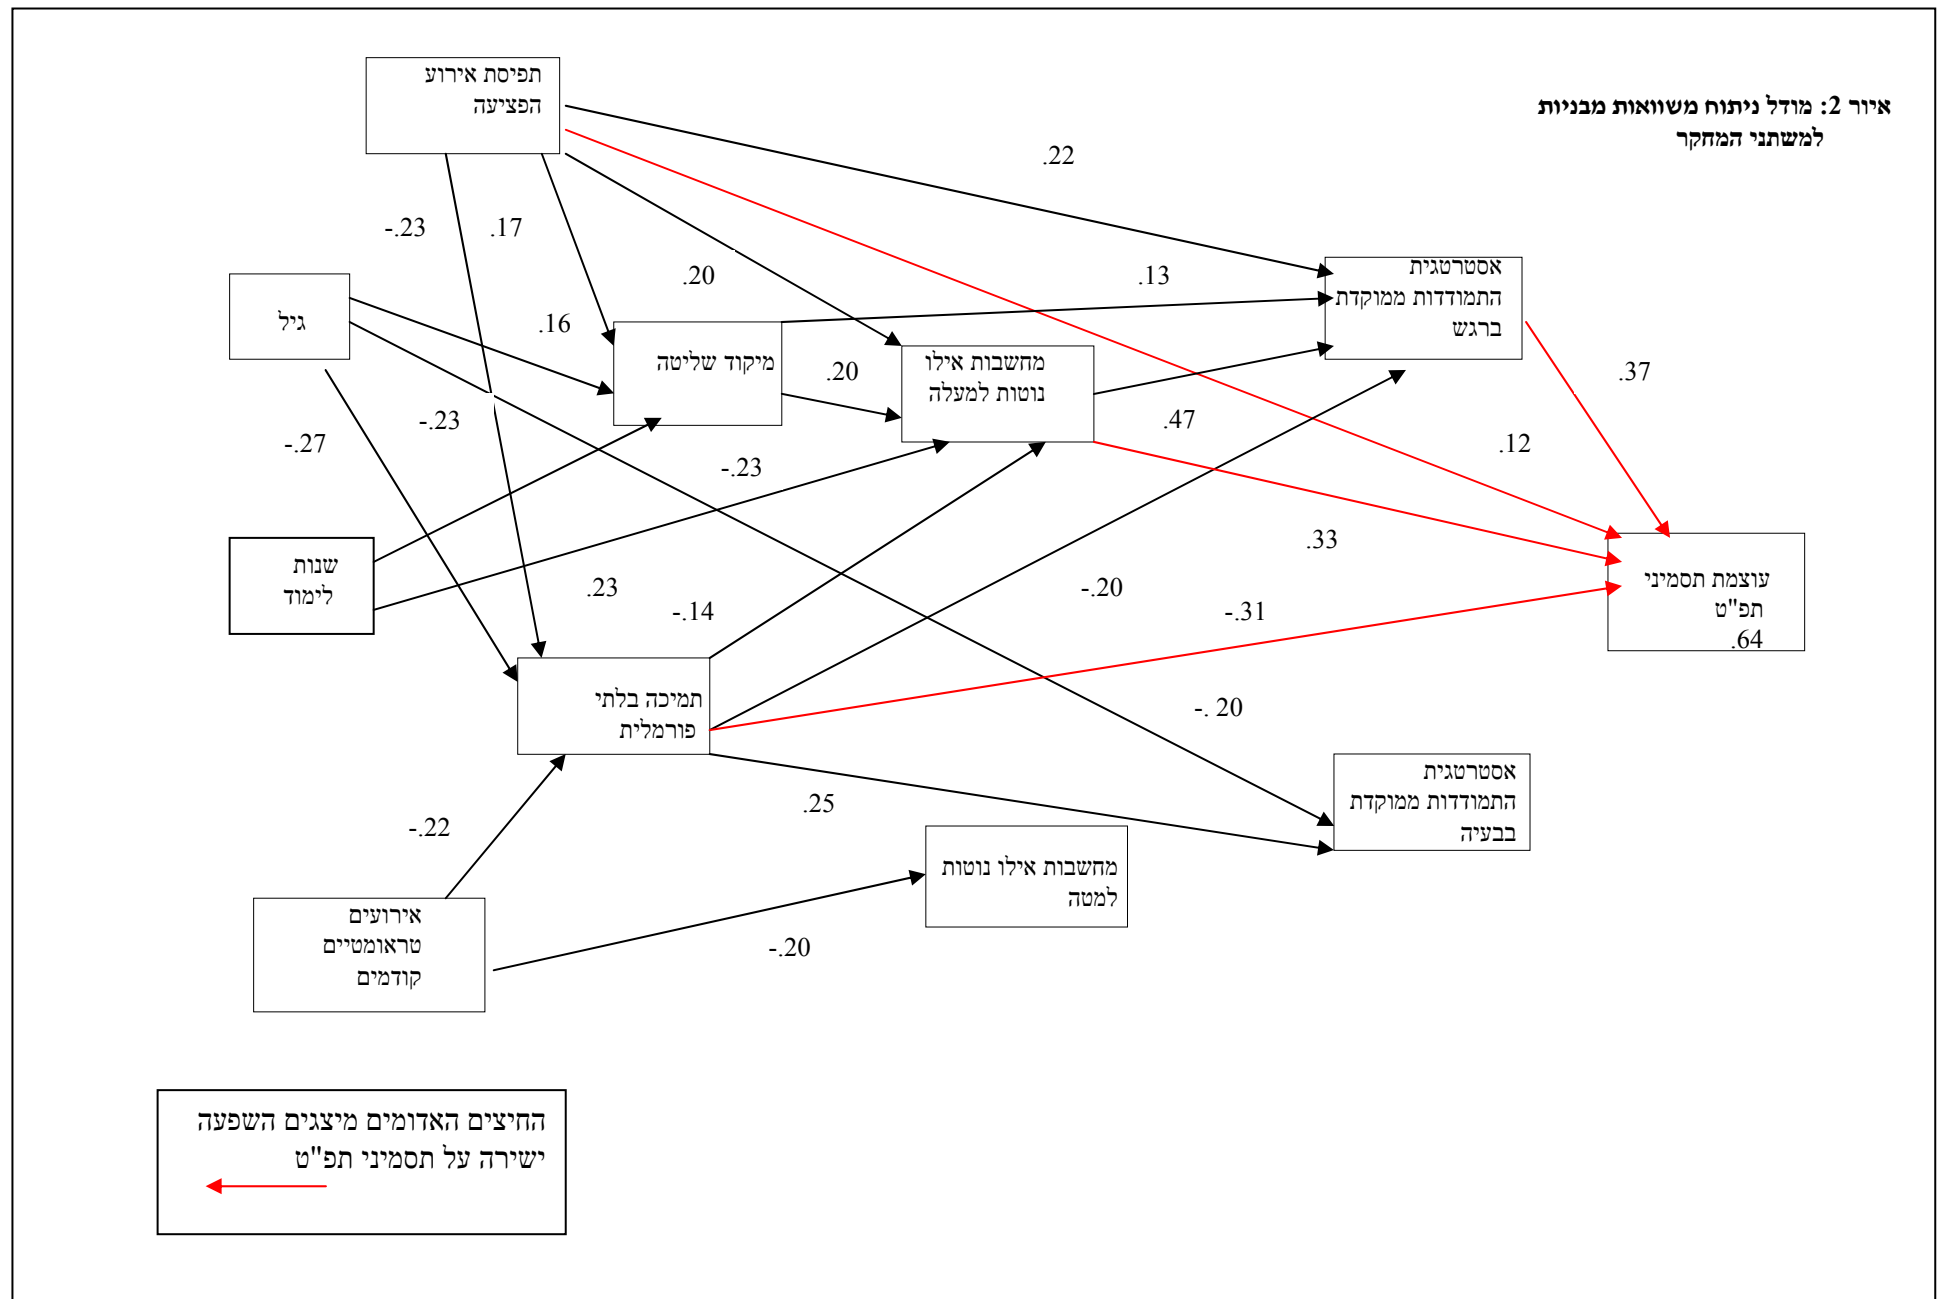 איור 2: מודל ניתוח משוואות מבניות
למשתני המחקר
תפיסת אירוע
הפציעה
.22
-.23
.17
.20
.13
אסטרטגית
התמודדות ממוקדת
ברגש
גיל
.16
מיקוד שליטה
.20
מחשבות אילו
נוטות למעלה
.37
-.27
-.23
-.23
.47
.12
שנות
לימוד
.23
-.14
.33
-.20
-.31
עוצמת תסמיני
תפ"ט
.64
תמיכה בלתי
פורמלית
-. 20
-.22
.25
אסטרטגית
התמודדות ממוקדת
בבעיה
מחשבות אילו נוטות
למטה
אירועים
טראומטיים
קודמים
-.20
החיצים האדומים מיצגים השפעה
ישירה על תסמיני תפ"ט